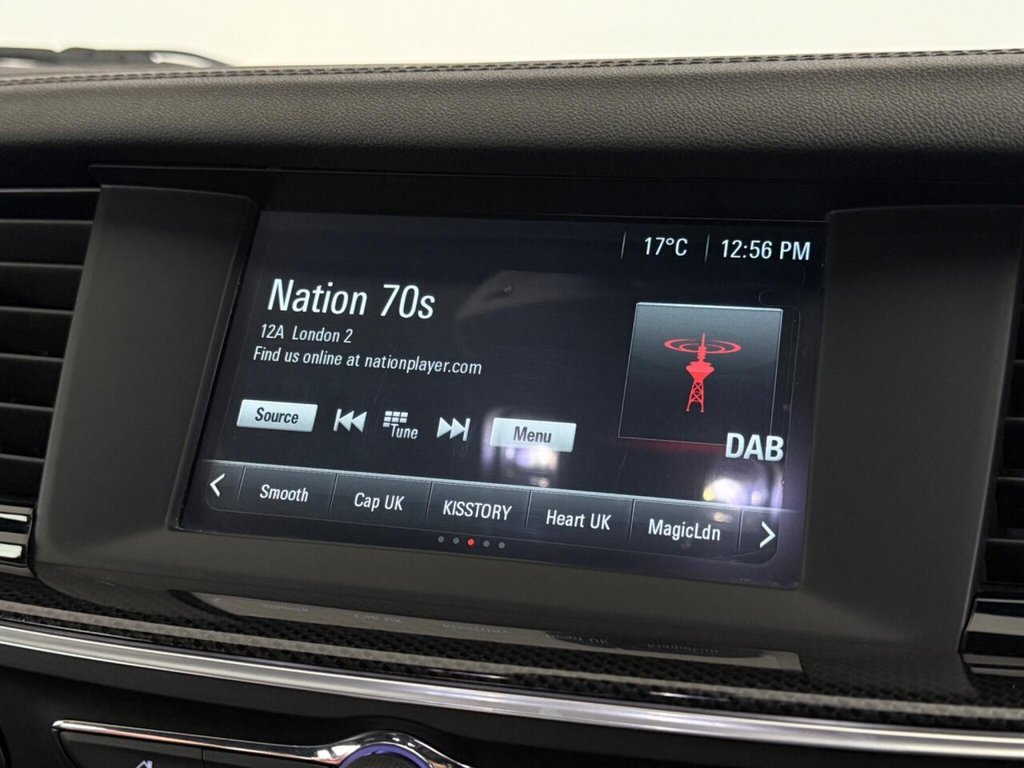 17°C 12:56 PM
Nation 70s
12A London 2
Find us online at nationplayer.com
Source Tune Menu
DAB
Smooth Cap UK KISSTORY Heart UK MagicLdn